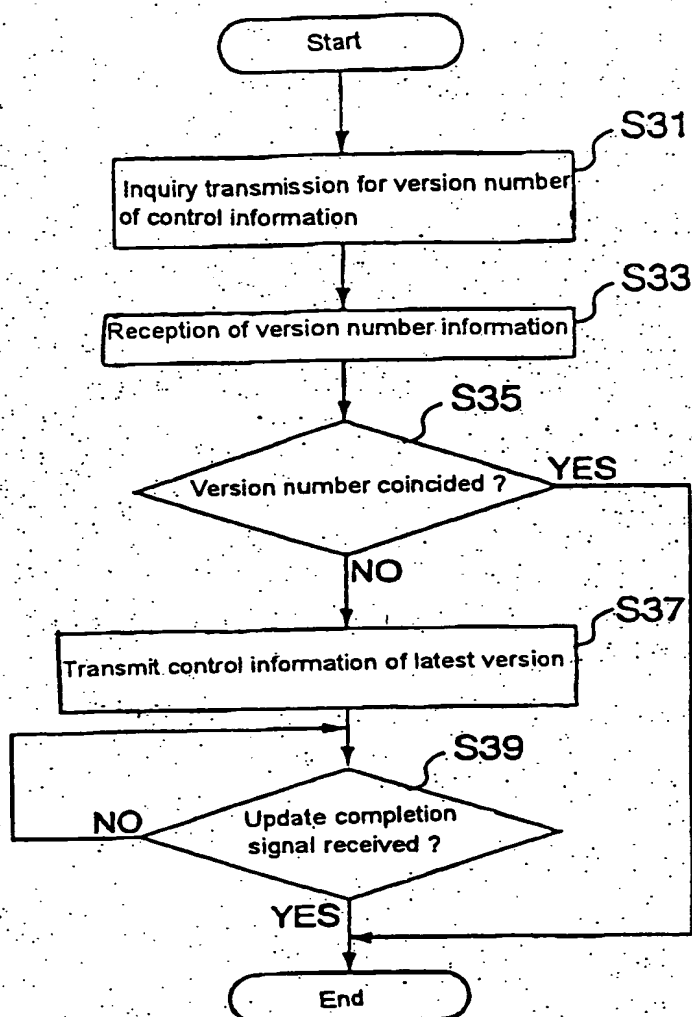 Start
S31
Inquiry transmission for version number
of control information
S33
Reception of version number information
S35
Version number coincided ?
YES
NO
S37
Transmit control information of latest version
S39
Update completion
signal received ?
NO
YES
End